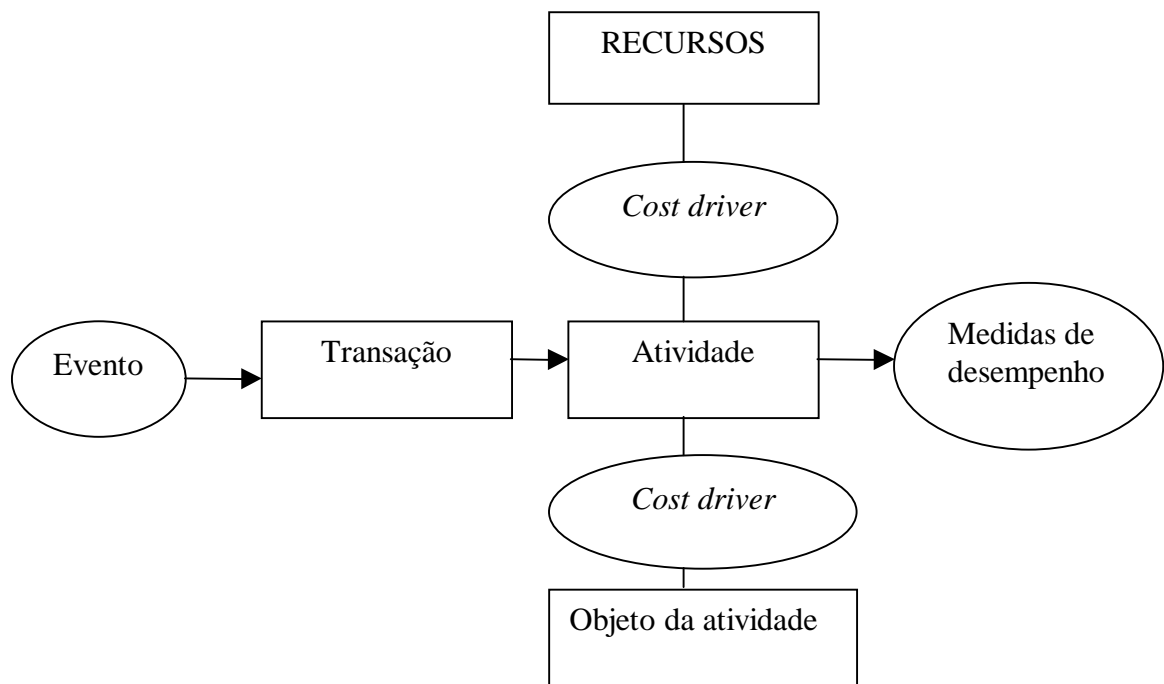 RECURSOS
Cost driver
Evento
Transação
Atividade
Medidas de
desempenho
Cost driver
Objeto da atividade